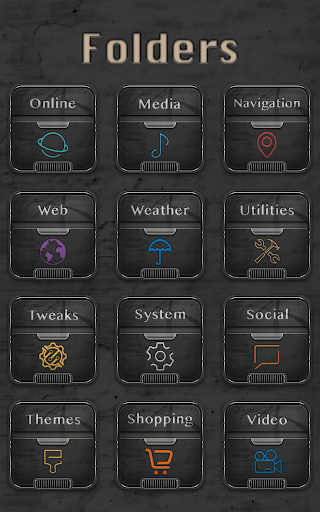 Folders
Online
Media
Navigation
Web
Weather
Utilities
Tweaks
System
Social
Themes
Shopping
Video